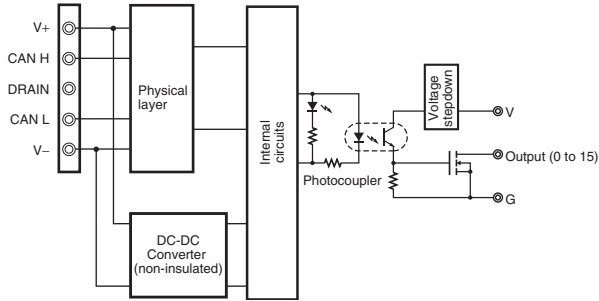 V+
CAN H
DRAIN
CAN L
V−
Physical
layer
DC-DC
Converter
(non-insulated)
Internal
circuits
Photocoupler
Voltage
stepdown
V
Output (0 to 15)
G